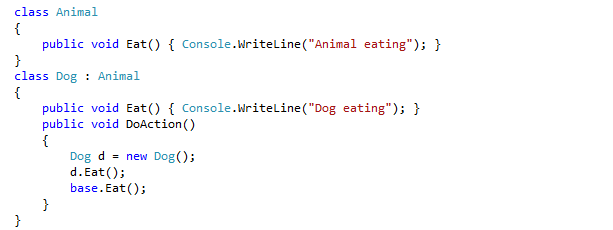 class Animal
{
    public void Eat() { Console.WriteLine("Animal eating"); }
}
class Dog : Animal
{
    public void Eat() { Console.WriteLine("Dog eating"); }
    public void DoAction()
    {
        Dog d = new Dog();
        d.Eat();
        base.Eat();
    }
}